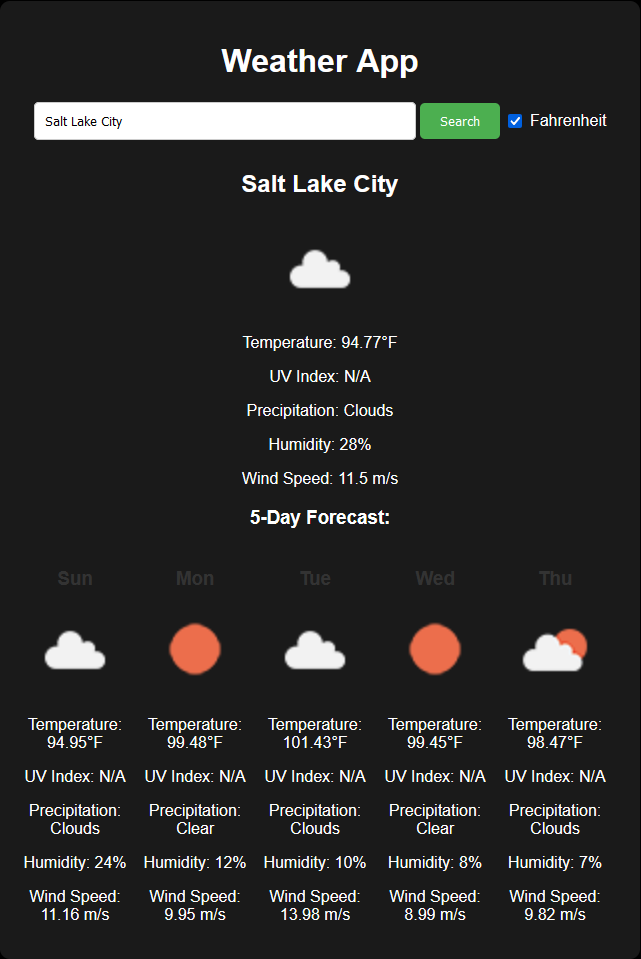 Weather App
Salt Lake City Search Fahrenheit
Salt Lake City
Temperature: 94.77°F
UV Index: N/A
Precipitation: Clouds
Humidity: 28%
Wind Speed: 11.5 m/s
5-Day Forecast:
Sun Mon Tue Wed Thu
Temperature: Temperature: Temperature: Temperature: Temperature:
94.95°F 99.48°F 101.43°F 99.45°F 98.47°F
UV Index: N/A UV Index: N/A UV Index: N/A UV Index: N/A UV Index: N/A
Precipitation: Precipitation: Precipitation: Precipitation: Precipitation:
Clouds Clear Clouds Clear Clouds
Humidity: 24% Humidity: 12% Humidity: 10% Humidity: 8% Humidity: 7%
Wind Speed: Wind Speed: Wind Speed: Wind Speed: Wind Speed:
11.16 m/s 9.95 m/s 13.98 m/s 8.99 m/s 9.82 m/s